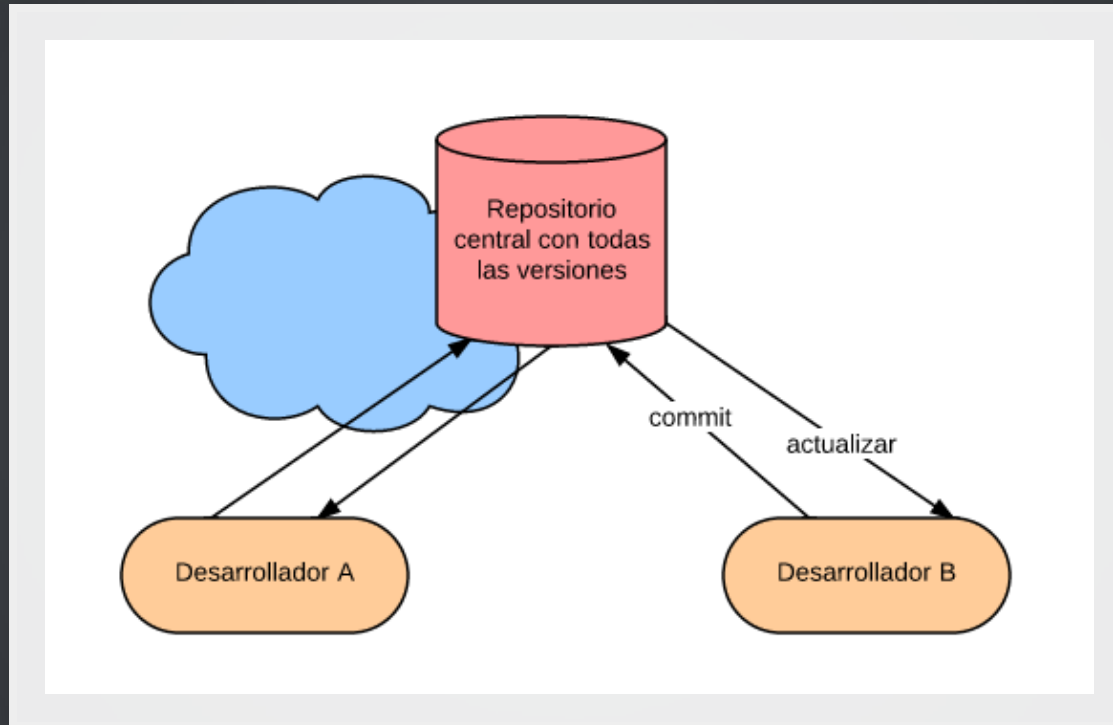 Repositorio
central con todas
las versiones
commit
actualizar
Desarrollador A
Desarrollador B